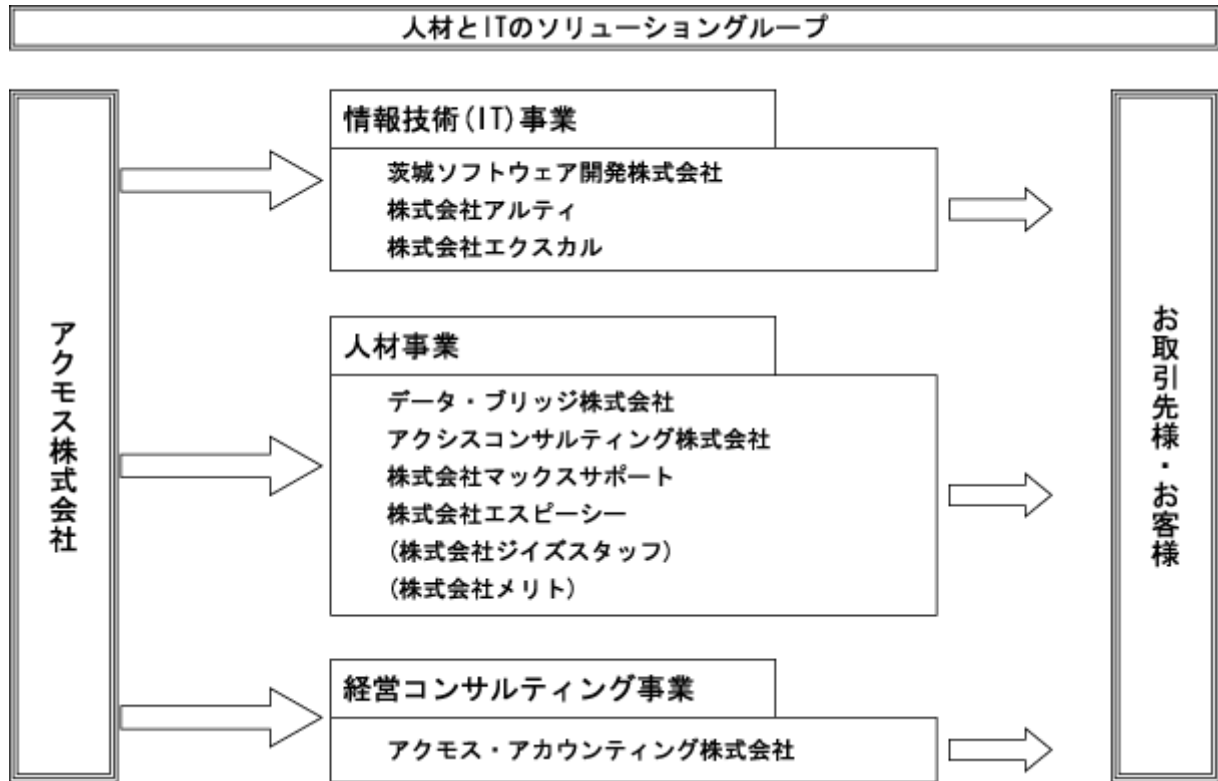 人材とITのソリューショングループ
アクモス株式会社
情報技術(IT)事業
茨城ソフトウェア開発株式会社
株式会社アルティ
株式会社エクスカル
人材事業
データ・ブリッジ株式会社
アクシスコンサルティング株式会社
株式会社マックスサポート
株式会社エスピーシー
(株式会社ジイズスタッフ)
(株式会社メリト)
経営コンサルティング事業
アクモス・アカウンティング株式会社
お取引先様・お客様